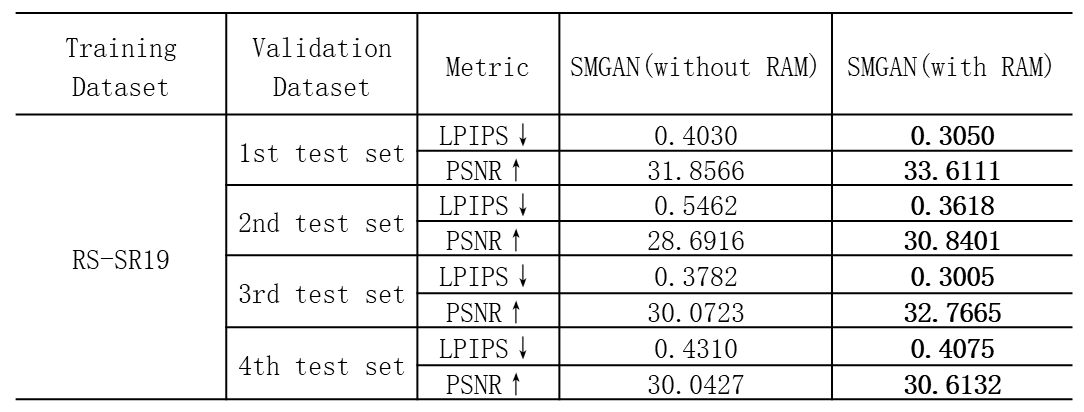 Training Dataset Validation Dataset Metric SMGAN(without RAM) SMGAN(with RAM)
RS-SR19
1st test set LPIPS↓ 0.4030 0.3050
PSNR↑ 31.8566 33.6111
2nd test set LPIPS↓ 0.5462 0.3618
PSNR↑ 28.6916 30.8401
3rd test set LPIPS↓ 0.3782 0.3005
PSNR↑ 30.0723 32.7665
4th test set LPIPS↓ 0.4310 0.4075
PSNR↑ 30.0427 30.6132